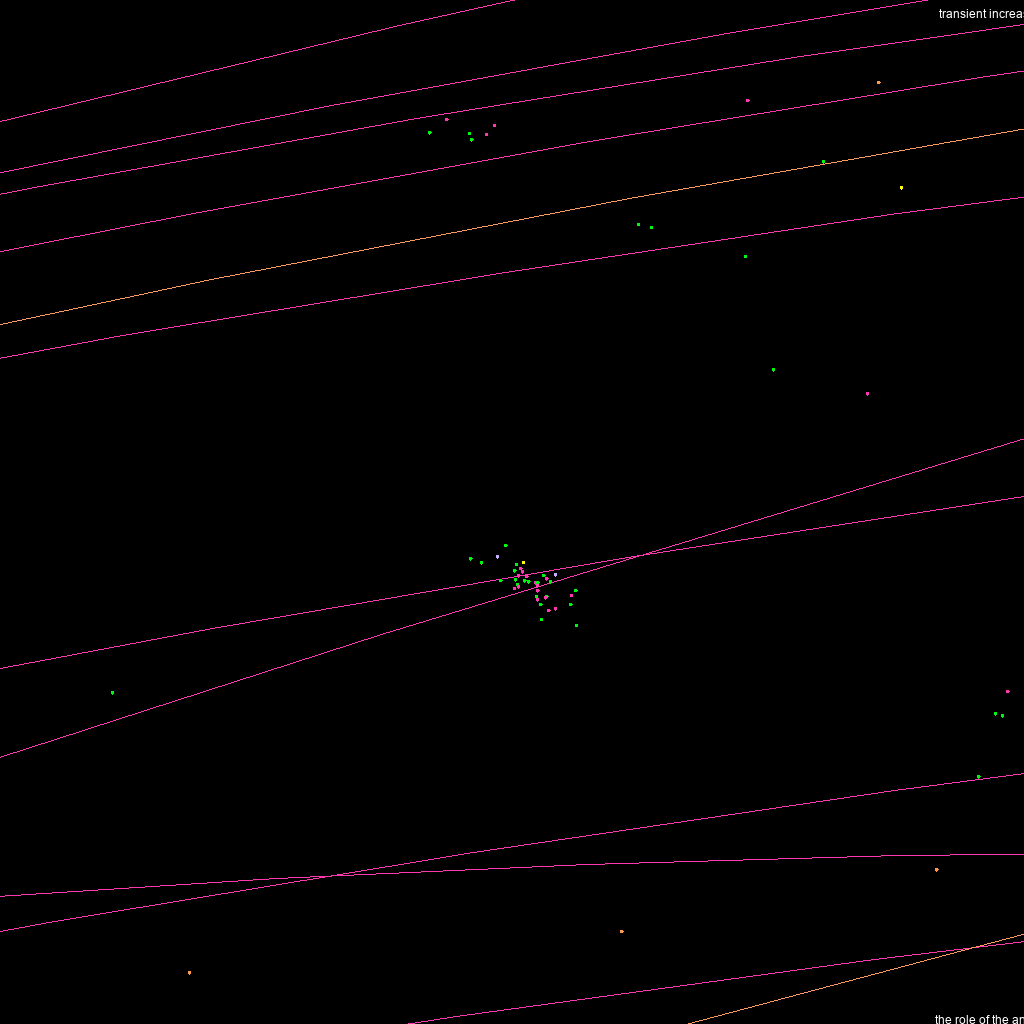 transient increa
the role of the an